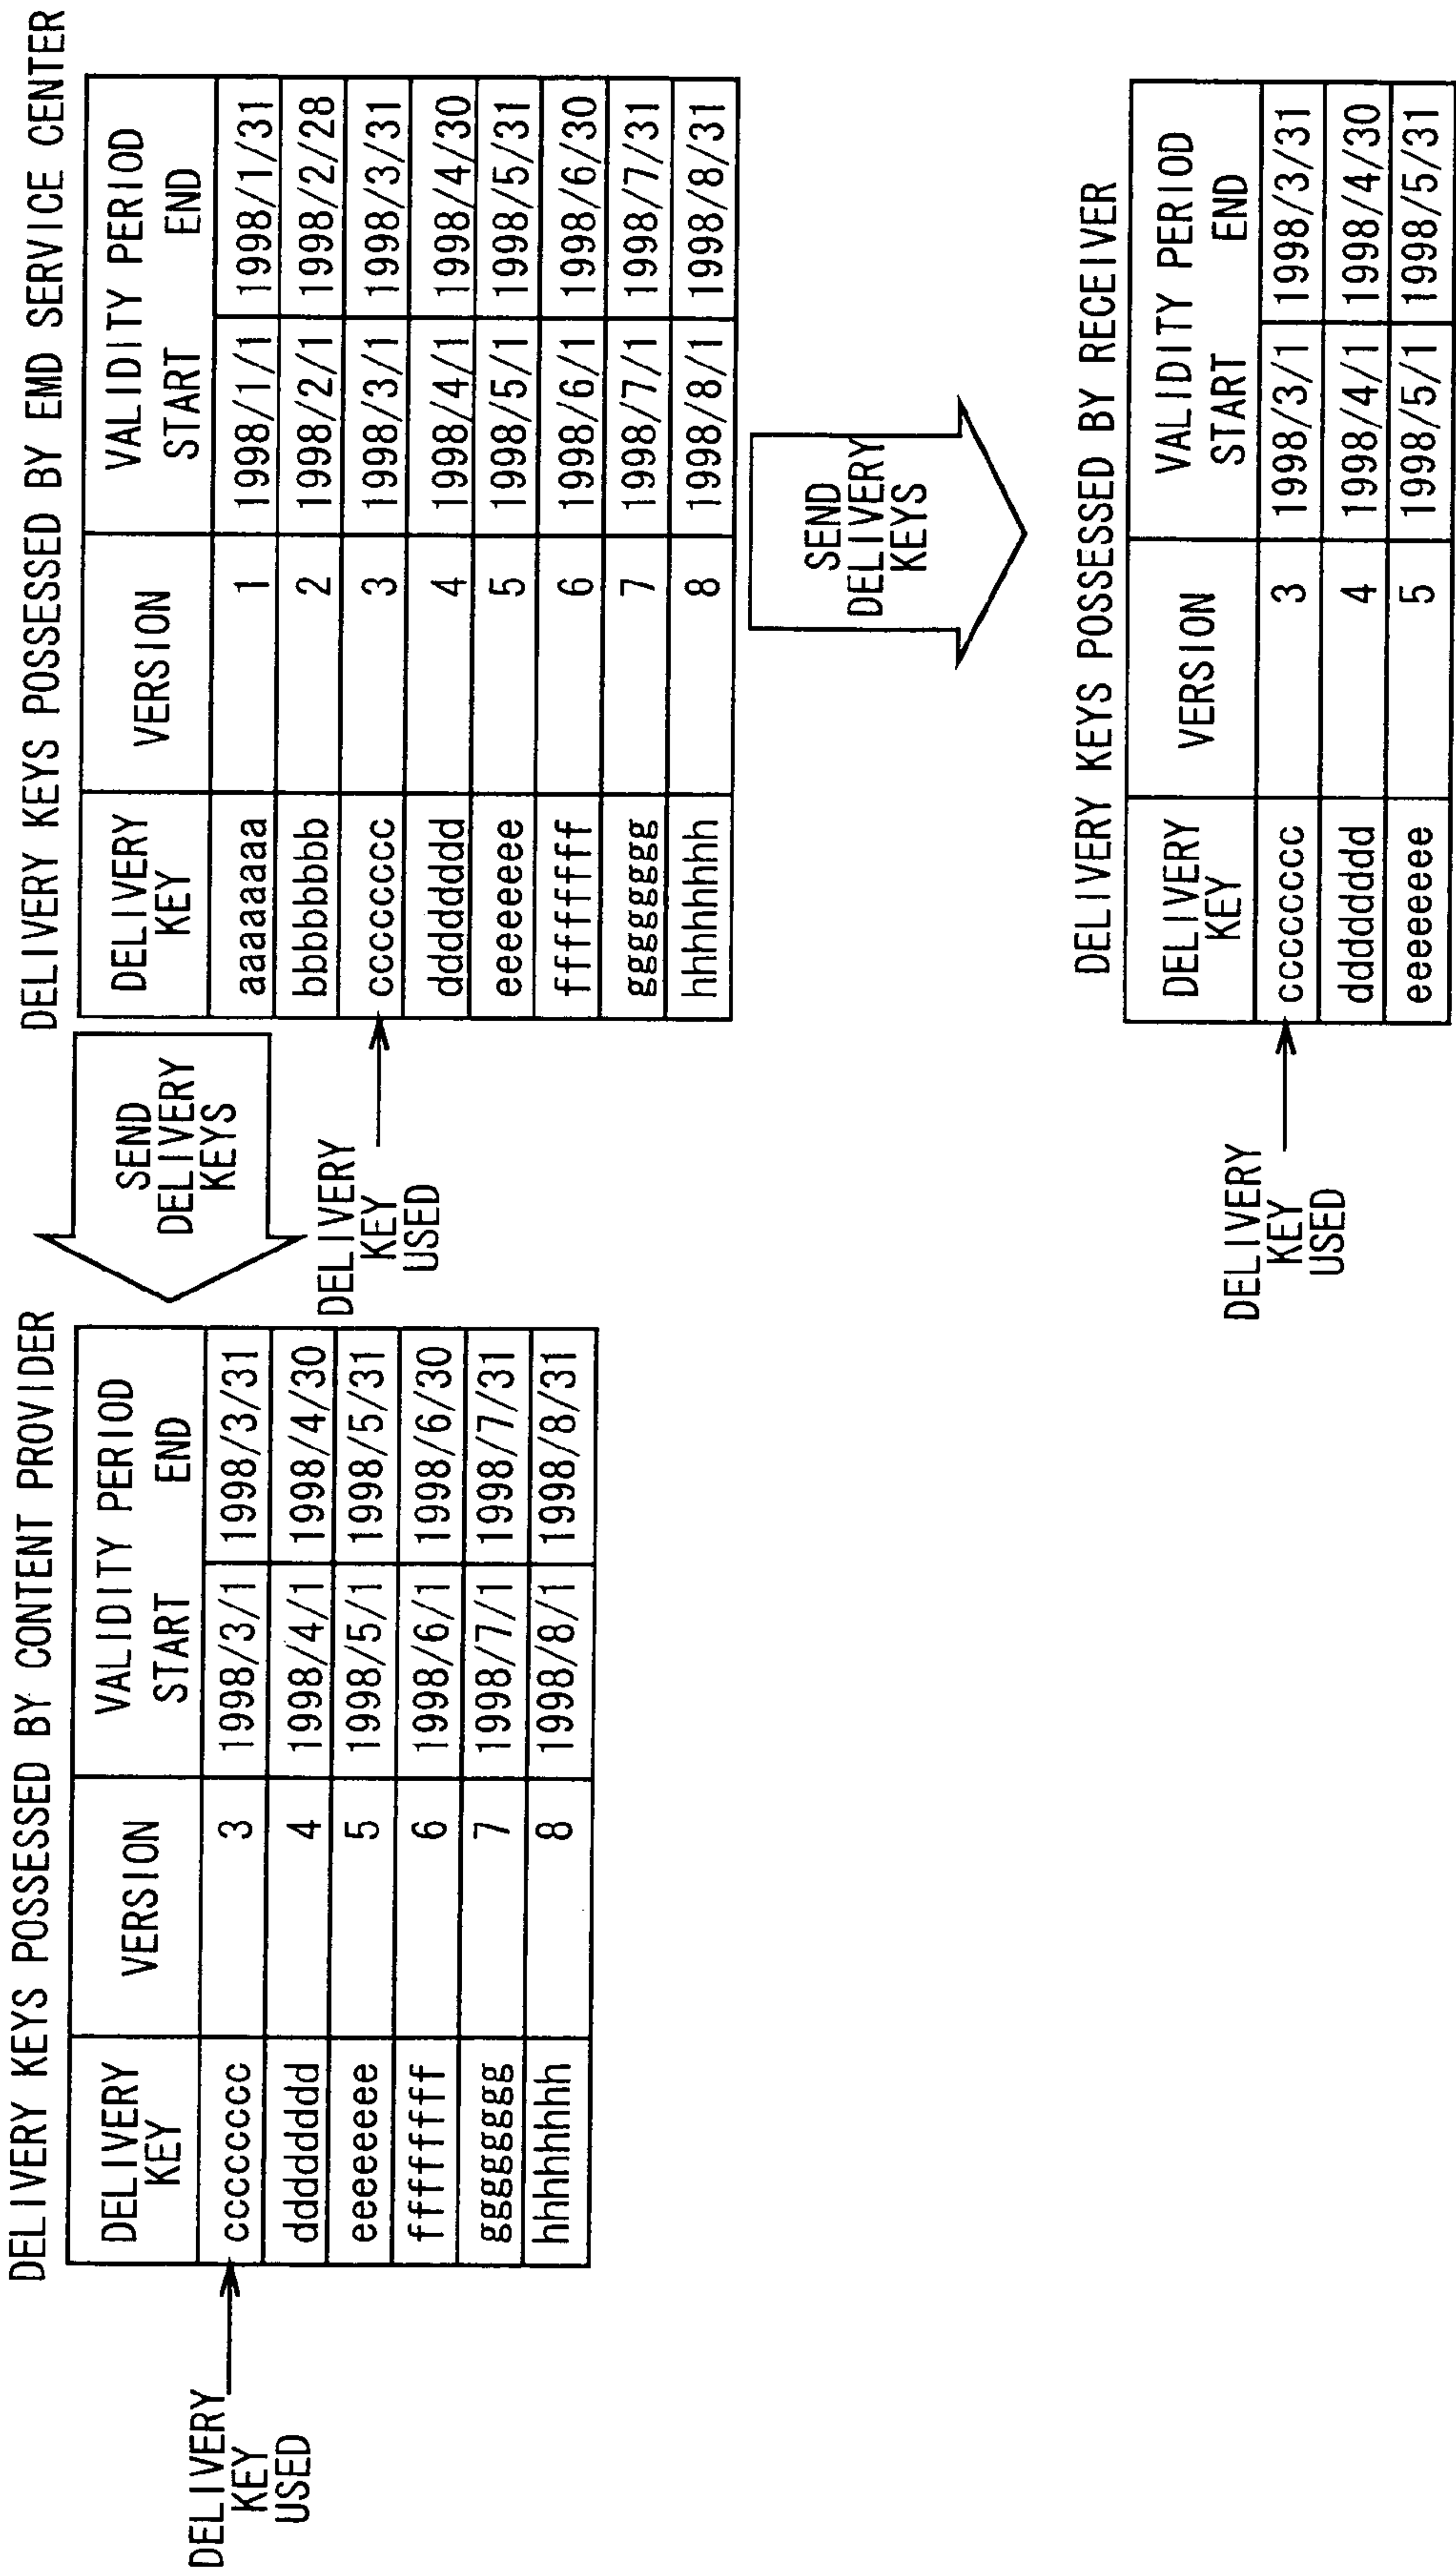 DELIVERY KEYS POSSESSED BY CONTENT PROVIDER
DELIVERY KEY VERSION VALIDITY PERIOD
START END
cccccccc 3 1998/3/1 1998/3/31
dddddddd 4 1998/4/1 1998/4/30
eeeeeeee 5 1998/5/1 1998/5/31
ffffffff 6 1998/6/1 1998/6/30
gggggggg 7 1998/7/1 1998/7/31
hhhhhhhh 8 1998/8/1 1998/8/31
DELIVERY
KEY
USED
SEND
DELIVERY
KEYS
DELIVERY KEYS POSSESSED BY EMD SERVICE CENTER
DELIVERY KEY VERSION VALIDITY PERIOD
START END
aaaaaaaa 1 1998/1/1 1998/1/31
bbbbbbbb 2 1998/2/1 1998/2/28
cccccccc 3 1998/3/1 1998/3/31
dddddddd 4 1998/4/1 1998/4/30
eeeeeeee 5 1998/5/1 1998/5/31
ffffffff 6 1998/6/1 1998/6/30
gggggggg 7 1998/7/1 1998/7/31
hhhhhhhh 8 1998/8/1 1998/8/31
DELIVERY
KEY
USED
SEND
DELIVERY
KEYS
DELIVERY KEYS POSSESSED BY RECEIVER
DELIVERY KEY VERSION VALIDITY PERIOD
START END
cccccccc 3 1998/3/1 1998/3/31
dddddddd 4 1998/4/1 1998/4/30
eeeeeeee 5 1998/5/1 1998/5/31
DELIVERY
KEY
USED